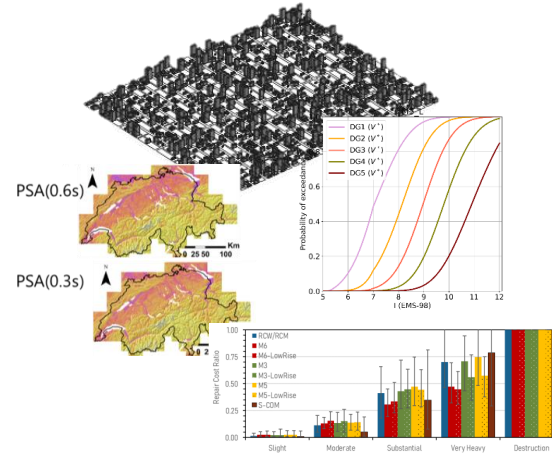 DG1 (V*)
DG2 (V*)
DG3 (V*)
DG4 (V*)
DG5 (V*)
Probability of exceedance
0.4
0.2
0.0
5 6 7 8 9 10 11 12
I (EMS-98)
N
PSA(0.6s)
Km
0 25 50 100
N
PSA(0.3s)
0 2
Repair Cost Ratio
1.00
0.75
0.50
0.25
0.00
RCW/RCM
M6
M6-LowRise
M3
M3-LowRise
M5
M5-LowRise
S-COM
Slight Moderate Substantial Very Heavy Destruction